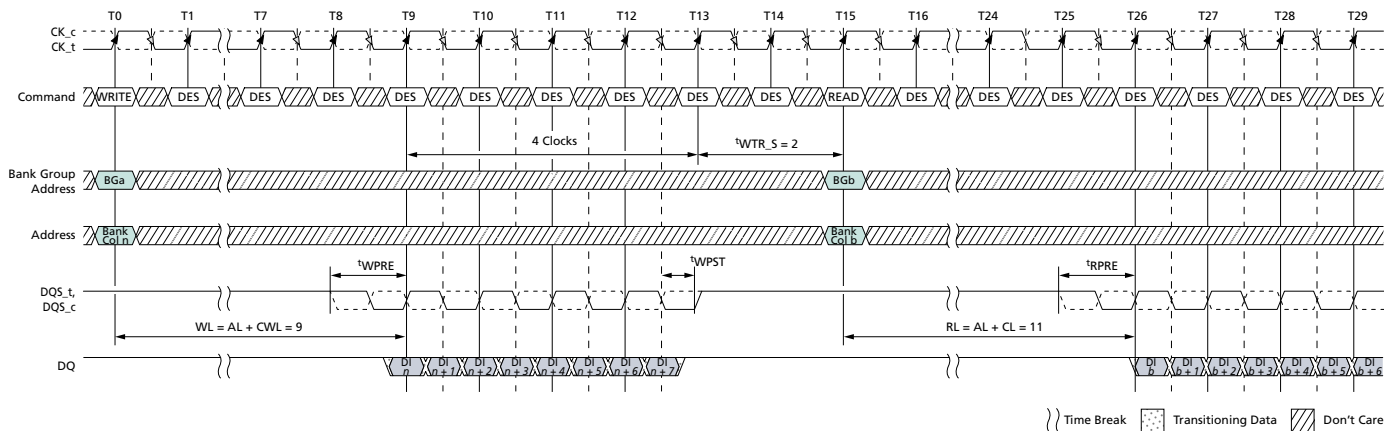 T0 T1 T7 T8 T9 T10 T11 T12 T13 T14 T15 T16 T24 T25 T26 T27 T28 T29
CK_c
CK_t
Command WRITE DES DES DES DES DES DES DES DES DES READ DES DES DES DES DES DES DES
4 Clocks tWTR_S = 2
Bank Group
Address
BGa BGb
Address
Bank
Col n
Bank
Col b
tWPRE tWPST tRPRE
DQS_t,
DQS_c
WL = AL + CWL = 9 RL = AL + CL = 11
DQ
DI
n
DI
n + 1
DI
n + 2
DI
n + 3
DI
n + 4
DI
n + 5
DI
n + 6
DI
n + 7
DI
b
DI
b + 1
DI
b + 2
DI
b + 3
DI
b + 4
DI
b + 5
DI
b + 6
Time Break Transitioning Data Don't Care